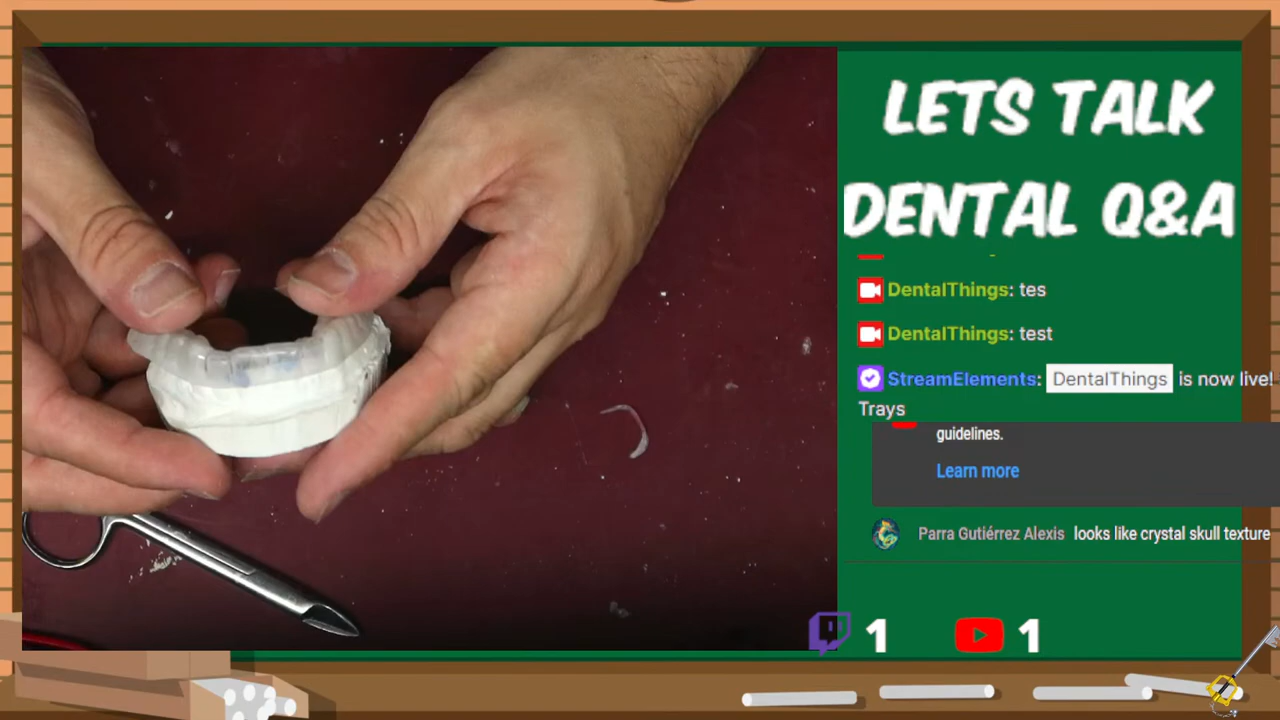 LETS TALK
DENTAL Q&A
DentalThings: tes
DentalThings: test
StreamElements: DentalThings is now live!
Trays
guidelines.
Learn more
Parra Gutiérrez Alexis looks like crystal skull texture
1 1